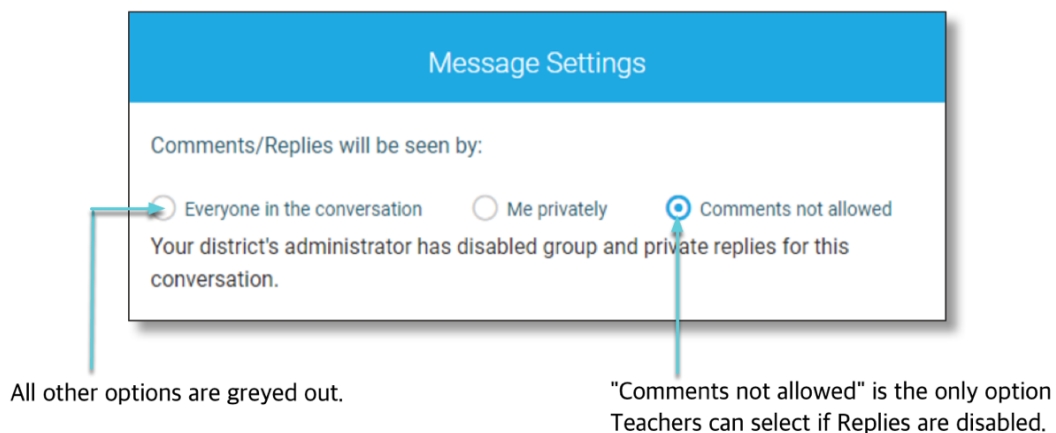 Message Settings
Comments/Replies will be seen by:
Everyone in the conversation Me privately Comments not allowed
Your district's administrator has disabled group and private replies for this
conversation.
All other options are greyed out.
"Comments not allowed" is the only option
Teachers can select if Replies are disabled.